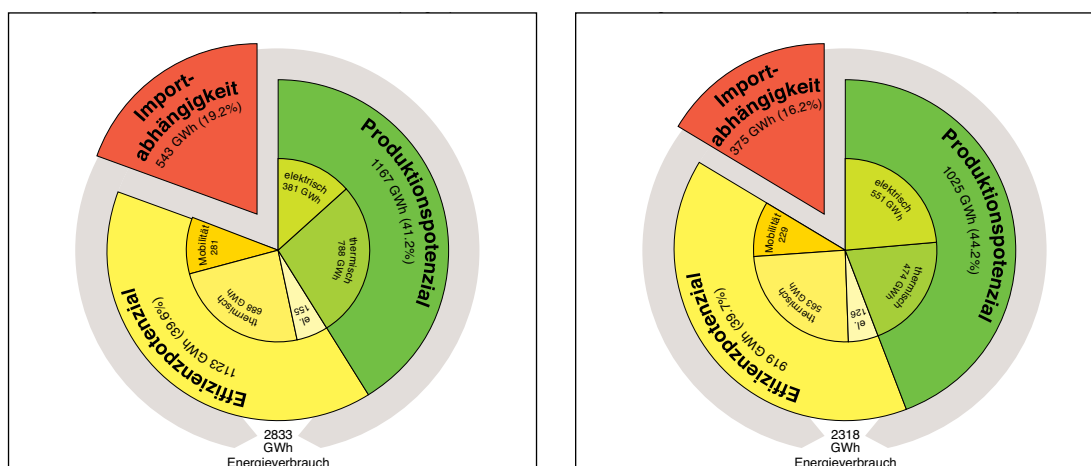 Import-
abhängigkeit
543 GWh (19.2%)
Produktionspotenzial
1167 GWh (41.2%)
elektrisch
381 GWh
thermisch
788 GWh
el.
155
thermisch
688 GWh
Mobilität
281
Effizienzpotenzial
1123 GWh (39.6%)
2833
GWh
Energieverbrauch
Import-
abhängigkeit
375 GWh (16.2%)
Produktionspotenzial
1025 GWh (44.2%)
elektrisch
551 GWh
thermisch
474 GWh
el.
126
thermisch
563 GWh
Mobilität
229
Effizienzpotenzial
919 GWh (39.7%)
2318
GWh
Energieverbrauch